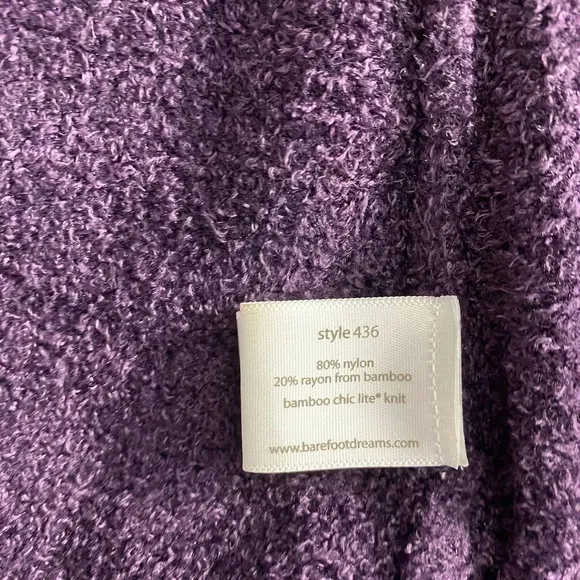 style 436
80% nylon
20% rayon from bamboo
bamboo chic lite® knit
www.barefootdreams.com